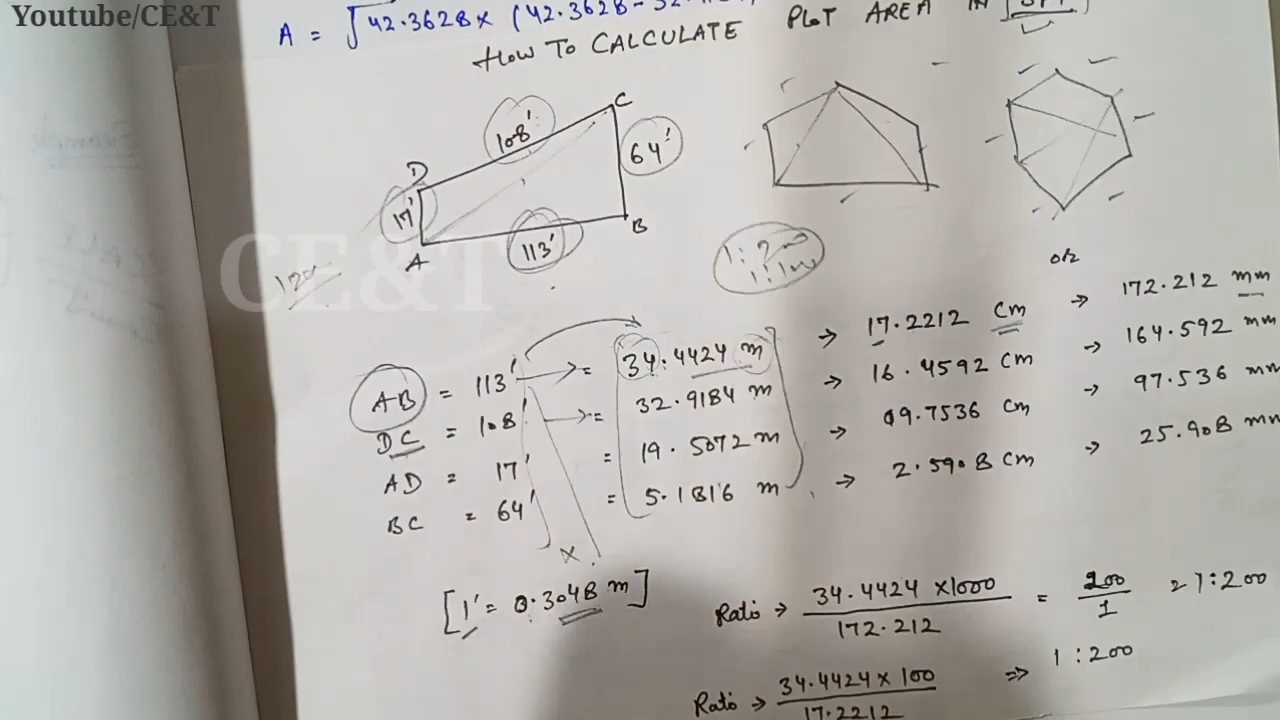 Youtube/CE&T
A = √42.3628 x (42.3628 -
HOW TO CALCULATE PLOT AREA IN
C
108'
64'
D
17'
B
113'
A
CE&T
1:200
or
AB = 113' → = 34.4424 m → 17.2212 cm → 172.212 mm
DC = 108' → = 32.9184 m → 16.4592 cm → 164.592 mm
AD = 17' = 19.5072 m → 09.7536 cm → 97.536 mm
BC = 64' = 5.1816 m → 2.5908 cm → 25.908 mm
x
[1' = 0.3048 m]
Ratio → 34.4424 x1000 / 172.212 = 200 / 1 = 1:200
Ratio → 34.4424 x 100 / 17.2212 ⇒ 1:200